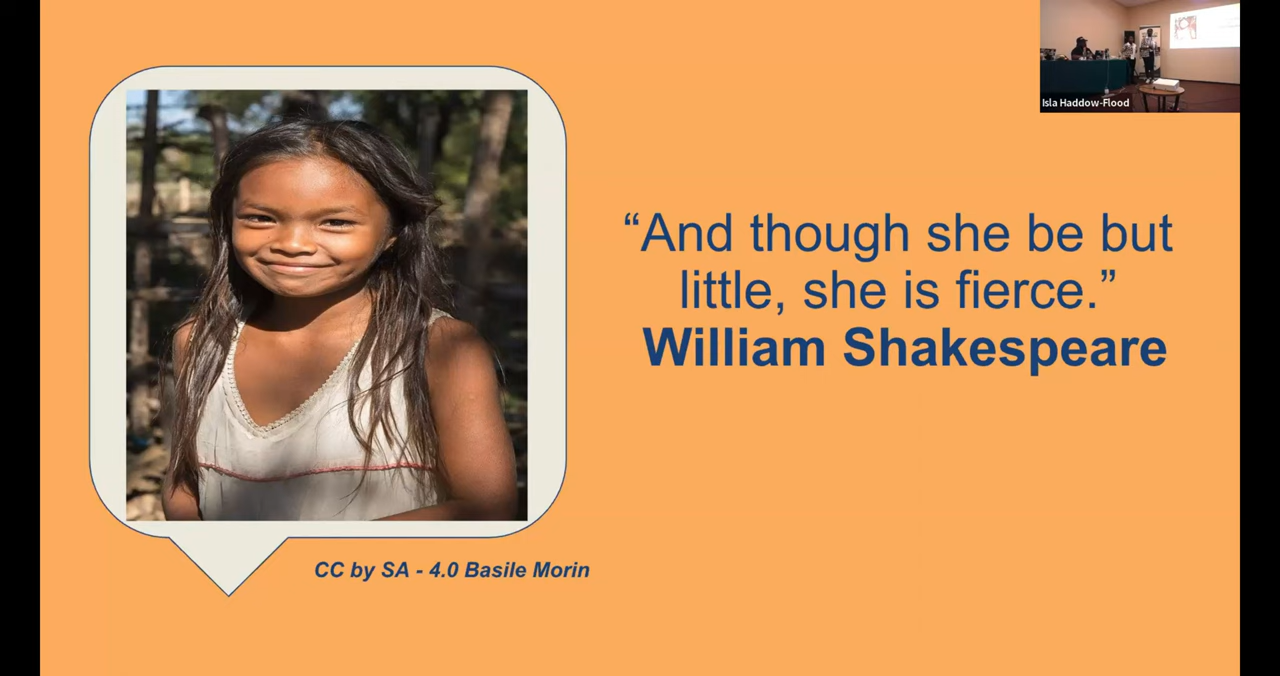 Isla Haddow-Flood
“And though she be but
little, she is fierce.”
William Shakespeare
CC by SA - 4.0 Basile Morin